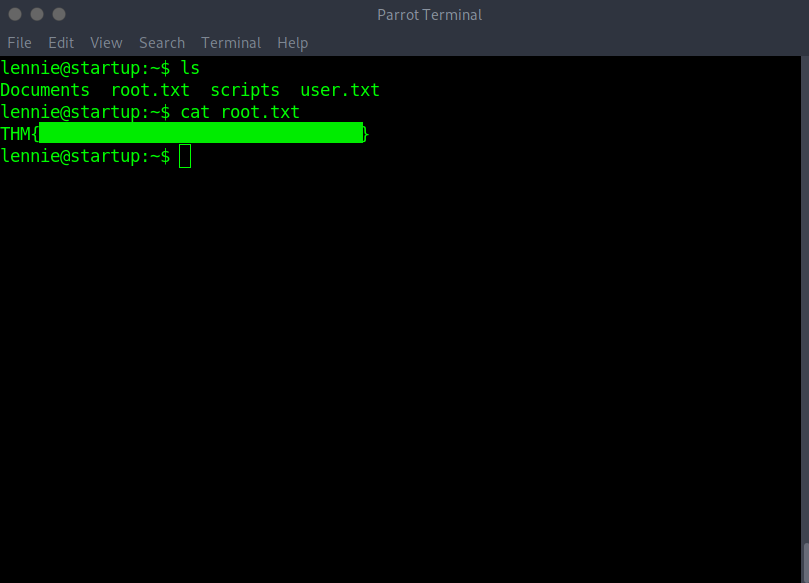 Parrot Terminal
File Edit View Search Terminal Help
lennie@startup:~$ ls
Documents  root.txt  scripts  user.txt
lennie@startup:~$ cat root.txt
THM{}
lennie@startup:~$